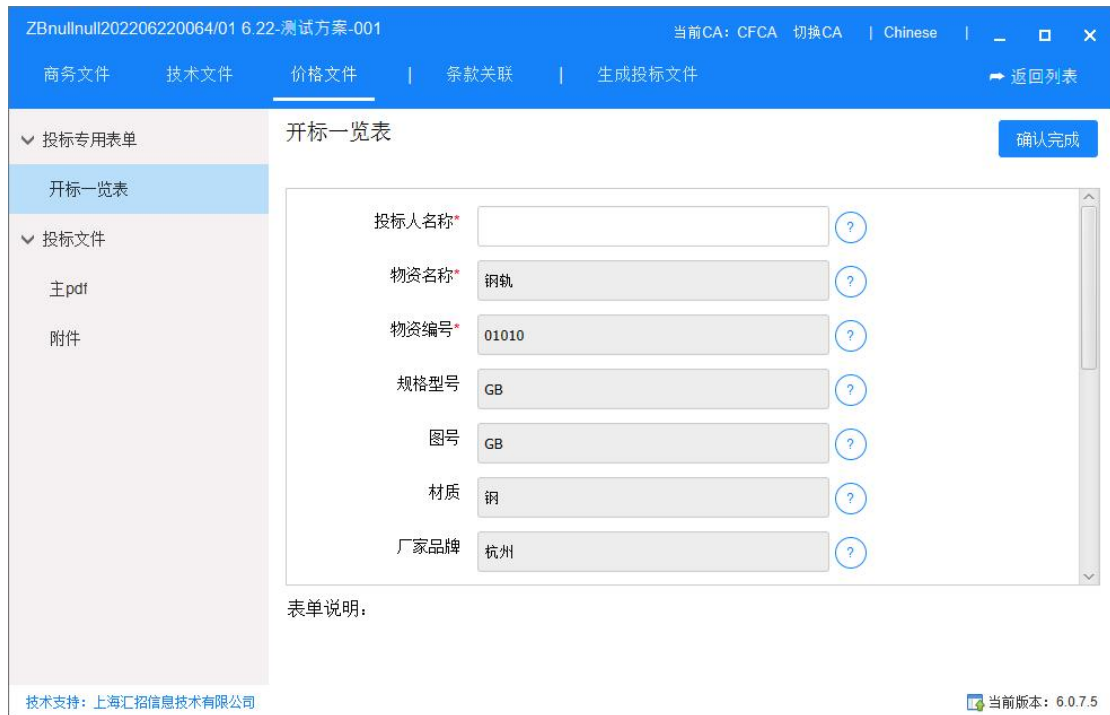 ZBnullnull202206220064/01 6.22-测试方案-001 当前CA: CFCA 切换CA | Chinese |
商务文件 技术文件 价格文件 | 条款关联 | 生成投标文件 返回列表
投标专用表单
开标一览表
投标文件
主pdf
附件
开标一览表
确认完成
投标人名称* ?
物资名称* 钢轨 ?
物资编号* 01010 ?
规格型号 GB ?
图号 GB ?
材质 钢 ?
厂家品牌 杭州 ?
表单说明:
技术支持: 上海汇招信息技术有限公司 当前版本: 6.0.7.5